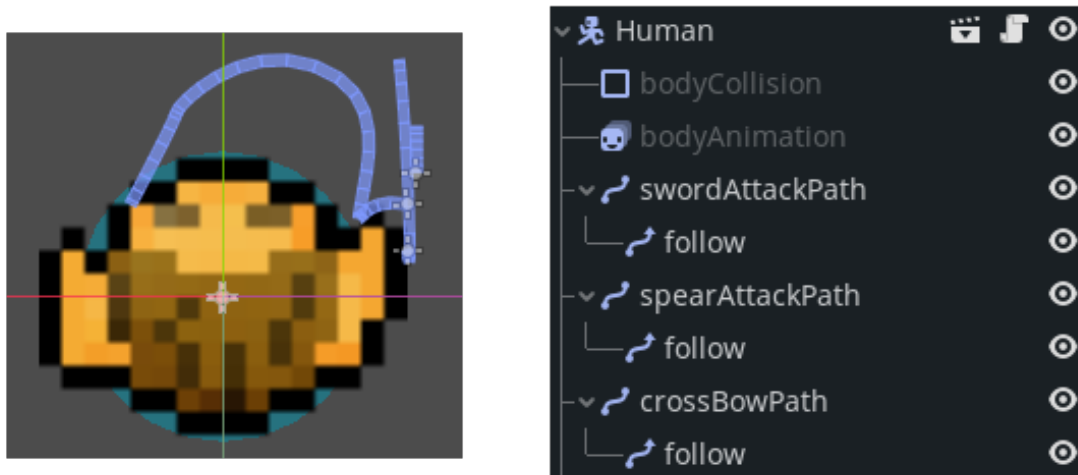 Human
bodyCollision
bodyAnimation
swordAttackPath
follow
spearAttackPath
follow
crossBowPath
follow